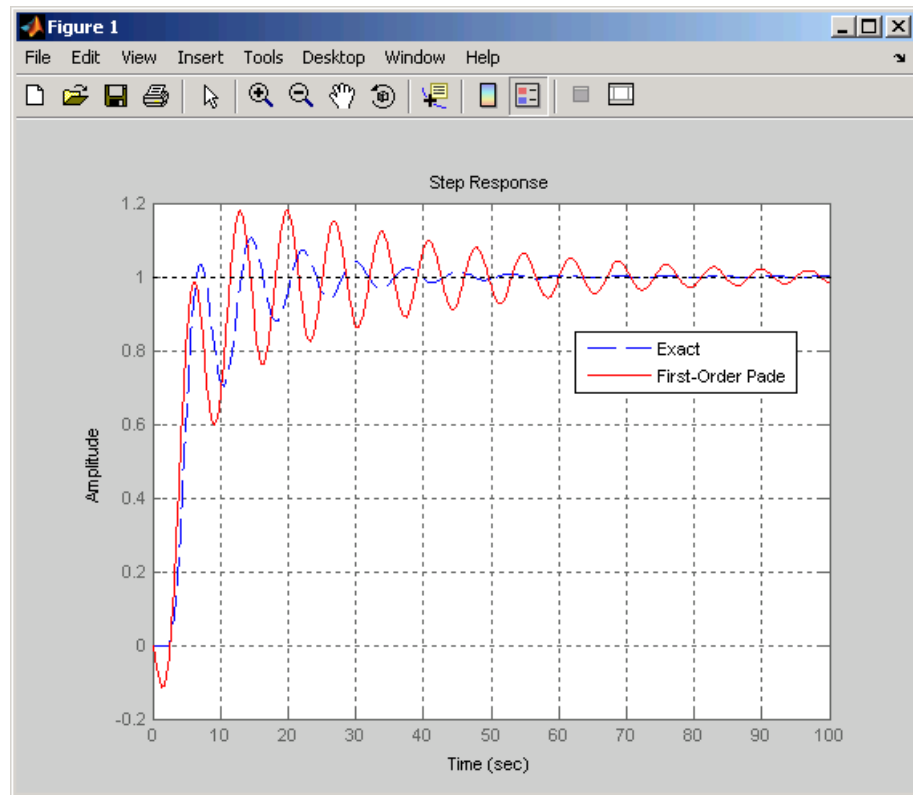 Figure 1
File Edit View Insert Tools Desktop Window Help
Step Response
1.2
1
0.8
0.6
0.4
0.2
0
-0.2
Amplitude
Exact
First-Order Pade
0 10 20 30 40 50 60 70 80 90 100
Time (sec)